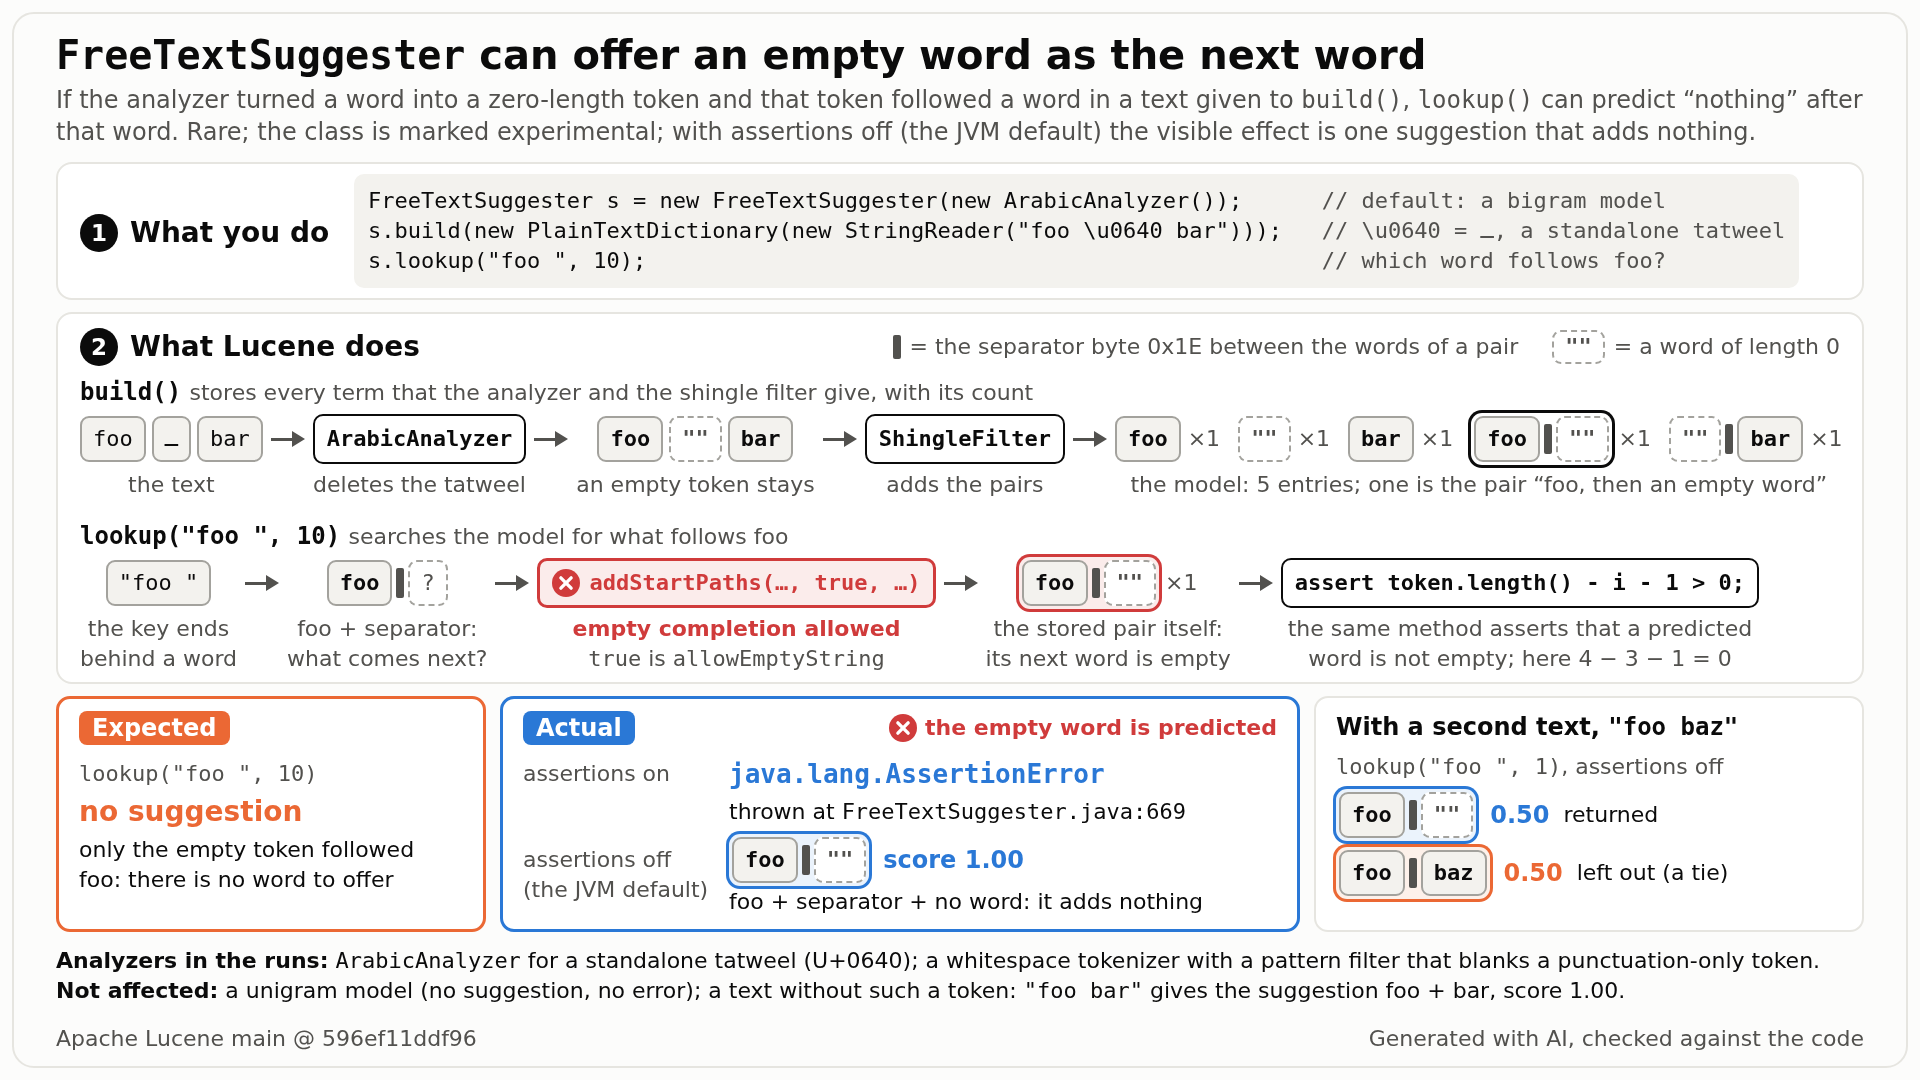 FreeTextSuggester can offer an empty word as the next word
If the analyzer turned a word into a zero-length token and that token followed a word in a text given to build(), lookup() can predict “nothing” after
that word. Rare; the class is marked experimental; with assertions off (the JVM default) the visible effect is one suggestion that adds nothing.
1 What you do
FreeTextSuggester s = new FreeTextSuggester(new ArabicAnalyzer()); // default: a bigram model
s.build(new PlainTextDictionary(new StringReader("foo \u0640 bar"))); // \u0640 = ـ, a standalone tatweel
s.lookup("foo ", 10); // which word follows foo?
2 What Lucene does
= the separator byte 0x1E between the words of a pair "" = a word of length 0
build() stores every term that the analyzer and the shingle filter give, with its count
foo ـ bar ArabicAnalyzer foo "" bar ShingleFilter foo ×1 "" ×1 bar ×1 foo "" ×1 "" bar ×1
the text deletes the tatweel an empty token stays adds the pairs the model: 5 entries; one is the pair “foo, then an empty word”
lookup("foo ", 10) searches the model for what follows foo
"foo " foo ? addStartPaths(…, true, …) foo "" ×1 assert token.length() - i - 1 > 0;
the key ends foo + separator: empty completion allowed the stored pair itself: the same method asserts that a predicted
behind a word what comes next? true is allowEmptyString its next word is empty word is not empty; here 4 − 3 − 1 = 0
Expected
lookup("foo ", 10)
no suggestion
only the empty token followed
foo: there is no word to offer
Actual the empty word is predicted
assertions on java.lang.AssertionError
thrown at FreeTextSuggester.java:669
assertions off foo "" score 1.00
(the JVM default)
foo + separator + no word: it adds nothing
With a second text, "foo baz"
lookup("foo ", 1), assertions off
foo "" 0.50 returned
foo baz 0.50 left out (a tie)
Analyzers in the runs: ArabicAnalyzer for a standalone tatweel (U+0640); a whitespace tokenizer with a pattern filter that blanks a punctuation-only token.
Not affected: a unigram model (no suggestion, no error); a text without such a token: "foo bar" gives the suggestion foo + bar, score 1.00.
Apache Lucene main @ 596ef11ddf96
Generated with AI, checked against the code